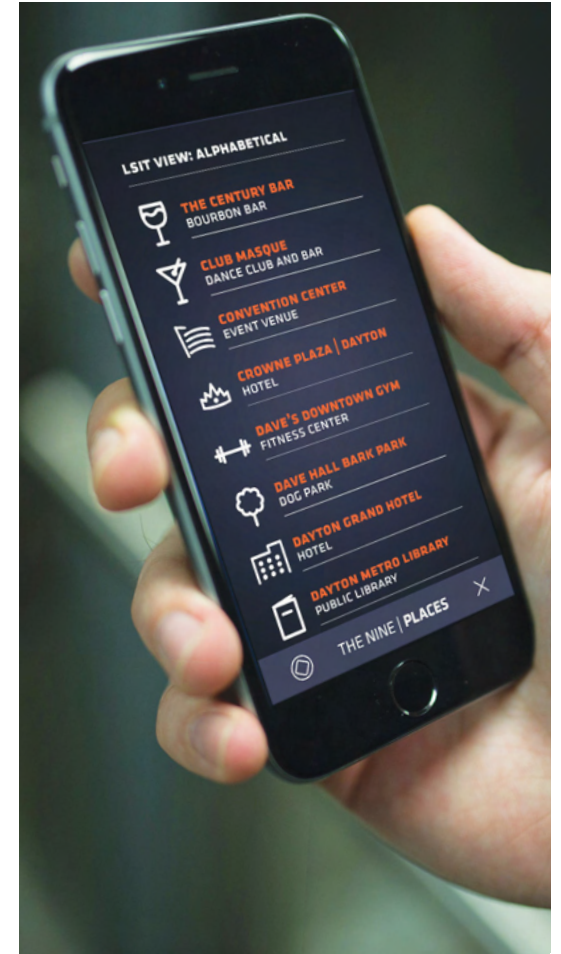 LSIT VIEW: ALPHABETICAL
THE CENTURY BAR
BOURBON BAR
CLUB MASQUE
DANCE CLUB AND BAR
CONVENTION CENTER
EVENT VENUE
CROWNE PLAZA | DAYTON
HOTEL
DAVE'S DOWNTOWN GYM
FITNESS CENTER
DAVE HALL BARK PARK
DOG PARK
DAYTON GRAND HOTEL
HOTEL
DAYTON METRO LIBRARY
PUBLIC LIBRARY
THE NINE | PLACES